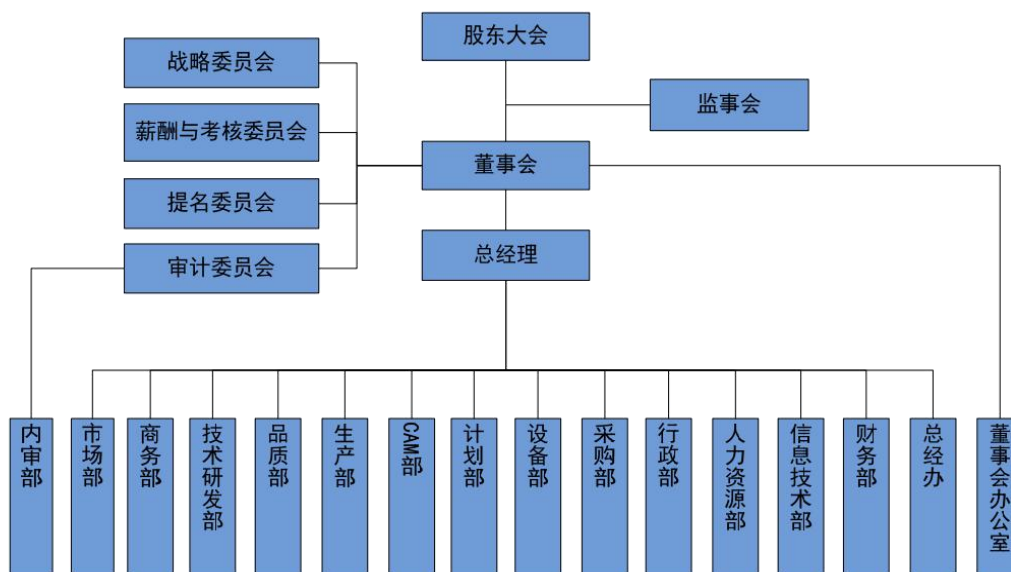 股东大会
战略委员会
监事会
薪酬与考核委员会
董事会
提名委员会
总经理
审计委员会
内审部
市场部
商务部
技术研发部
品质部
生产部
CAM部
计划部
设备部
采购部
行政部
人力资源部
信息技术部
财务部
总经办
董事会办公室